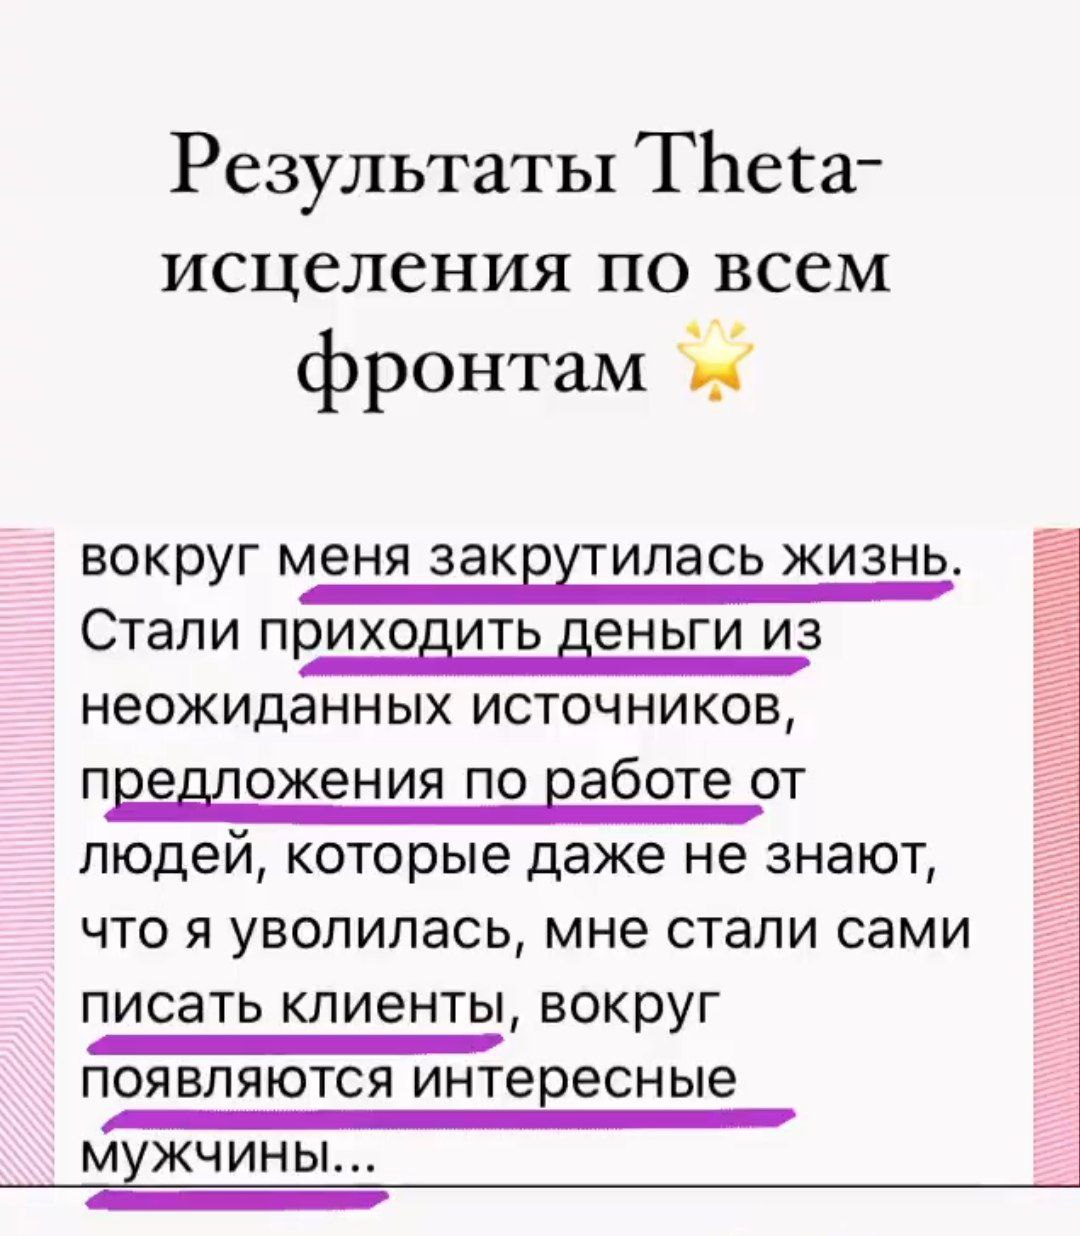 Результаты Theta-
исцеления по всем
фронтам 🌟
вокруг меня закрутилась жизнь.
Стали приходить деньги из
неожиданных источников,
предложения по работе от
людей, которые даже не знают,
что я уволилась, мне стали сами
писать клиенты, вокруг
появляются интересные
мужчины...